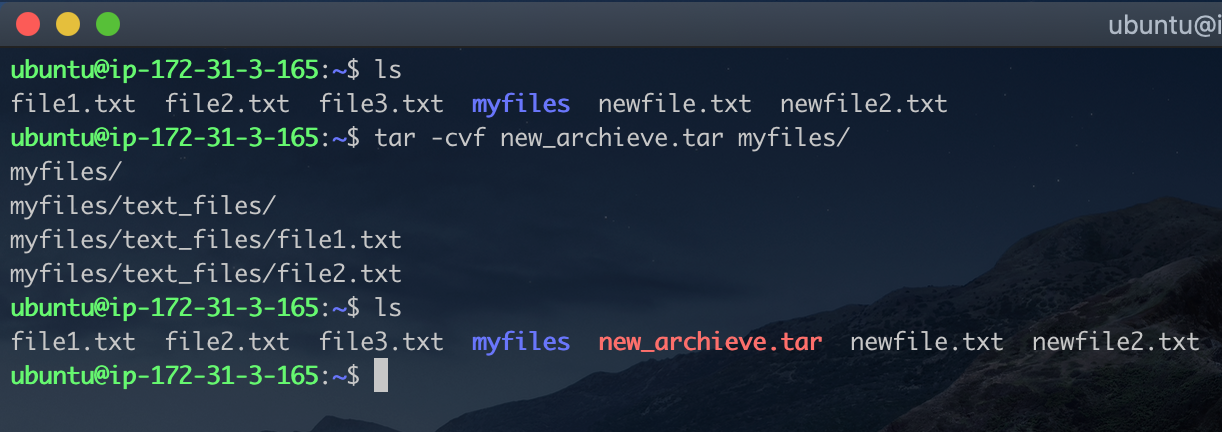 ubuntu@i
ubuntu@ip-172-31-3-165:~$ ls
file1.txt  file2.txt  file3.txt  myfiles  newfile.txt  newfile2.txt
ubuntu@ip-172-31-3-165:~$ tar -cvf new_archieve.tar myfiles/
myfiles/
myfiles/text_files/
myfiles/text_files/file1.txt
myfiles/text_files/file2.txt
ubuntu@ip-172-31-3-165:~$ ls
file1.txt  file2.txt  file3.txt  myfiles  new_archieve.tar  newfile.txt  newfile2.txt
ubuntu@ip-172-31-3-165:~$